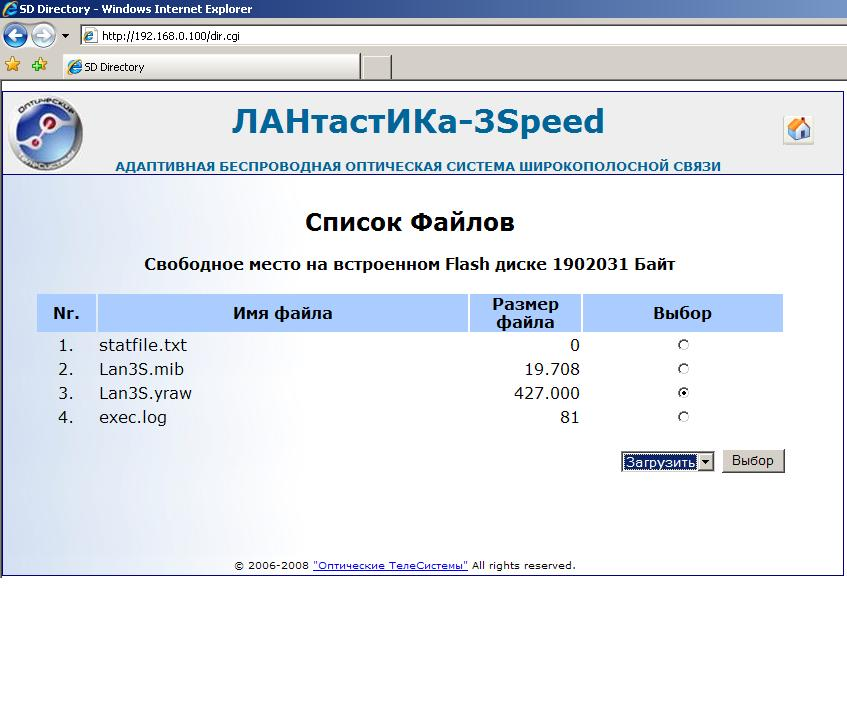 SD Directory - Windows Internet Explorer
http://192.168.0.100/dir.cgi
SD Directory
ОПТИЧЕСКИЕ
ЛАНтастИКа-3Speed
АДАПТИВНАЯ БЕСПРОВОДНАЯ ОПТИЧЕСКАЯ СИСТЕМА ШИРОКОПОЛОСНОЙ СВЯЗИ
Список Файлов
Свободное место на встроенном Flash диске 1902031 Байт
Nr. Имя файла Размер файла Выбор
1. statfile.txt 0
2. Lan3S.mib 19.708
3. Lan3S.yraw 427.000
4. exec.log 81
Загрузить Выбор
© 2006-2008 "Оптические ТелеСистемы" All rights reserved.